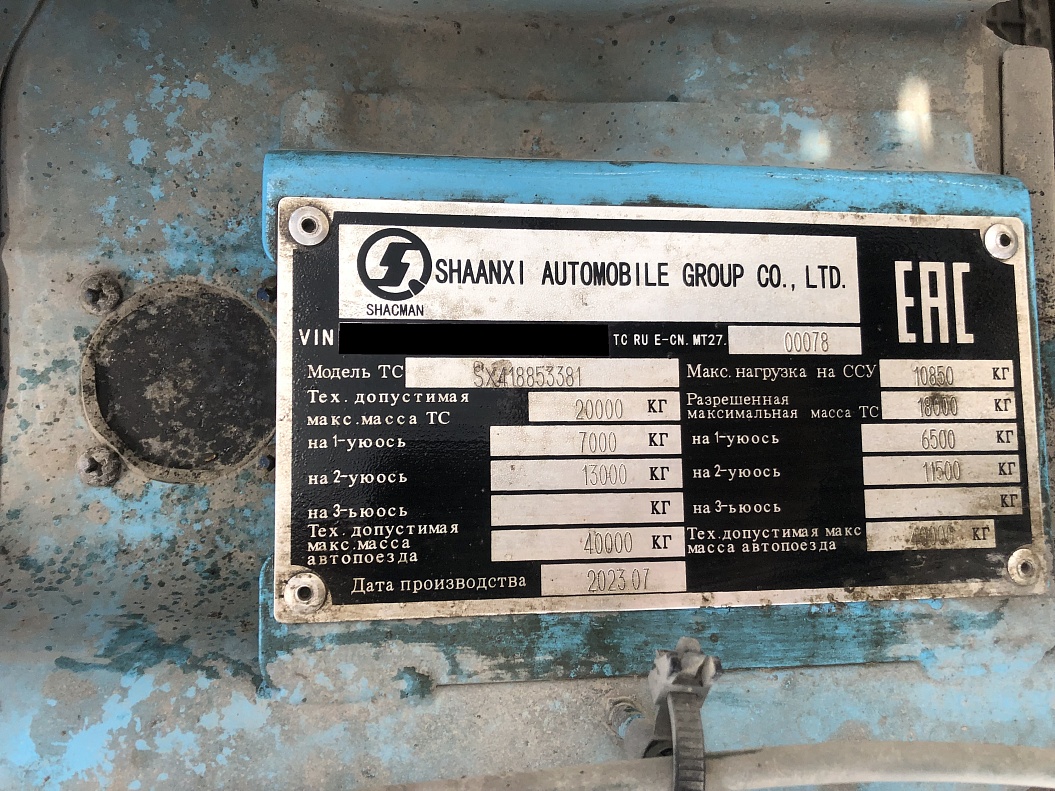 SHAANXI AUTOMOBILE GROUP CO., LTD.
SHACMAN
EAC
VIN TC RU E-CN.MT27. 00078
Модель ТС SX418853381
Макс.нагрузка на ССУ 10850 КГ
Тех. допустимая
макс.масса ТС 20000 КГ
Разрешенная
максимальная масса ТС 18000 КГ
на 1-уюось 7000 КГ
на 1-уюось 6500 КГ
на 2-уюось 13000 КГ
на 2-уюось 11500 КГ
на 3-ьюось КГ
на 3-ьюось КГ
Тех. допустимая
макс.масса
автопоезда 40000 КГ
Тех.допустимая макс
масса автопоезда КГ
Дата производства 2023 07